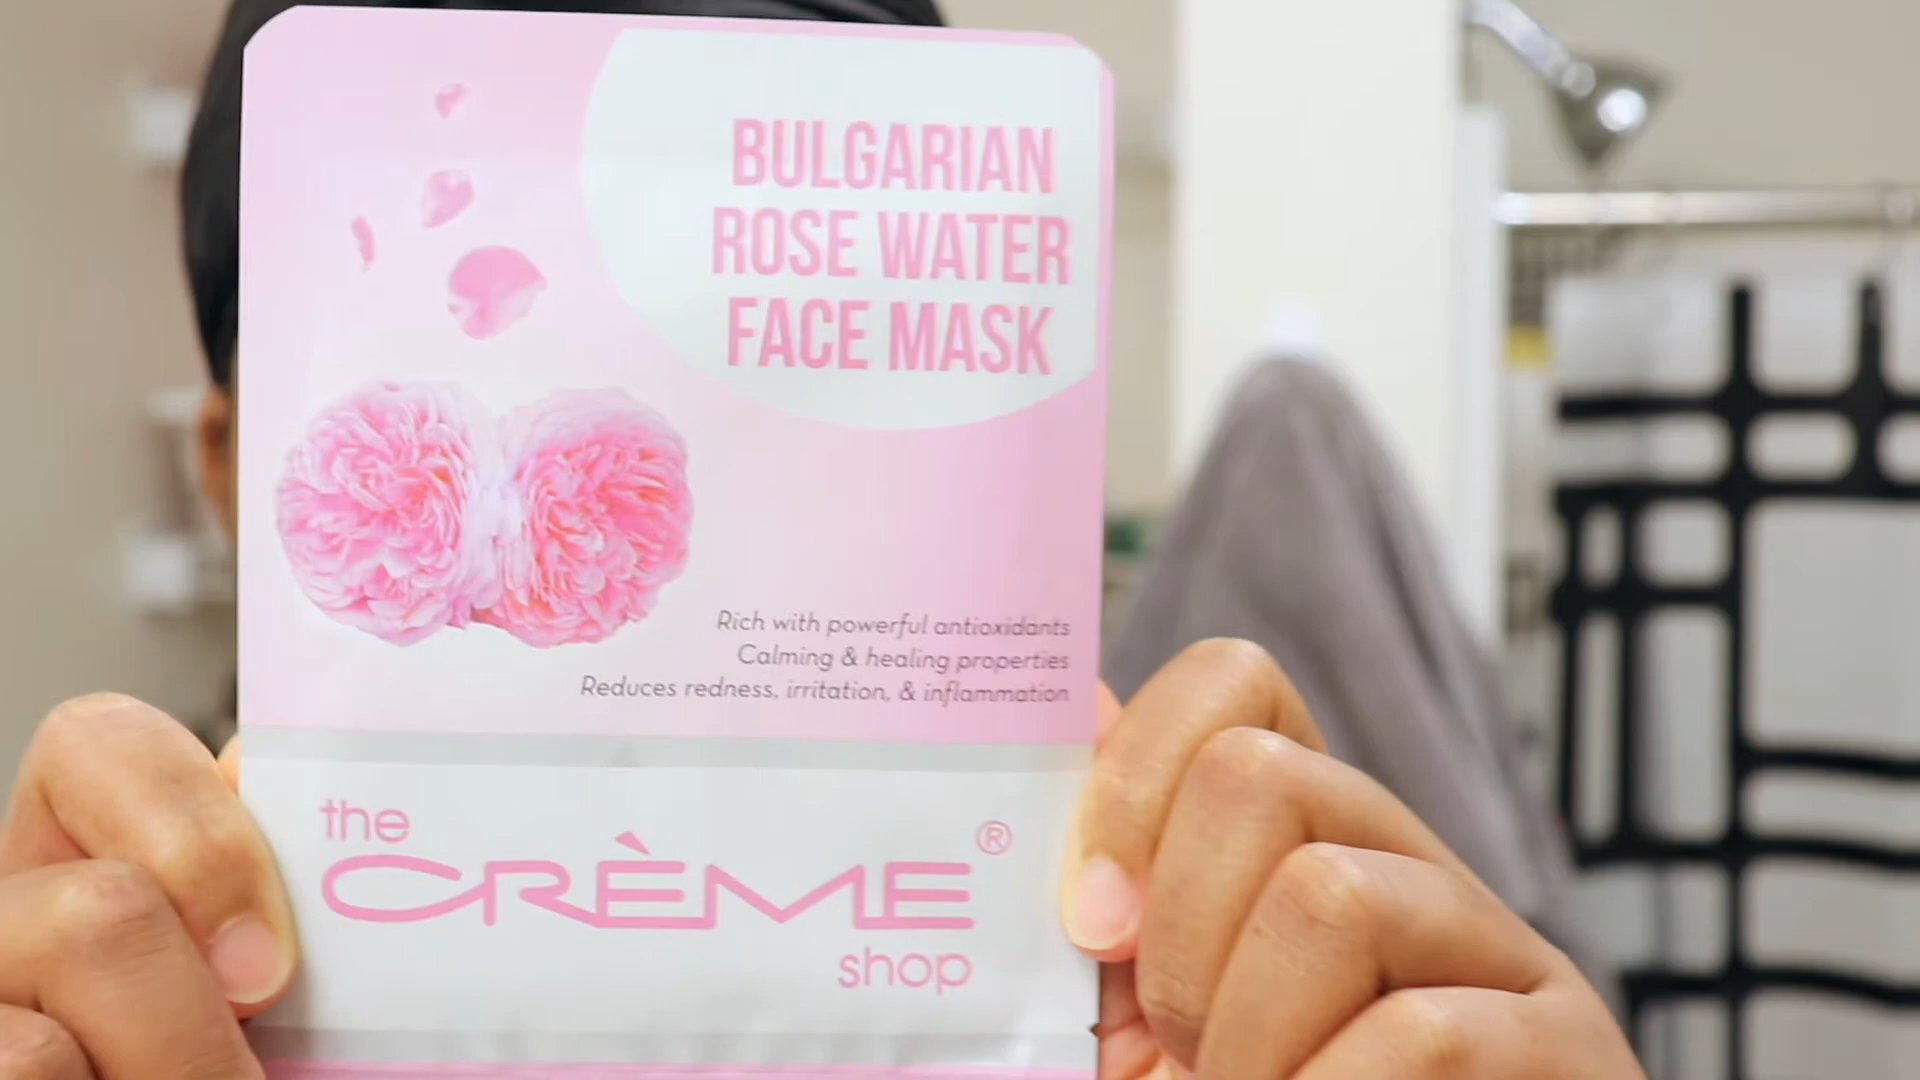 BULGARIAN
ROSE WATER
FACE MASK
Rich with powerful antioxidants
Calming & healing properties
Reduces redness, irritation, & inflammation
the
CRÈME®
shop